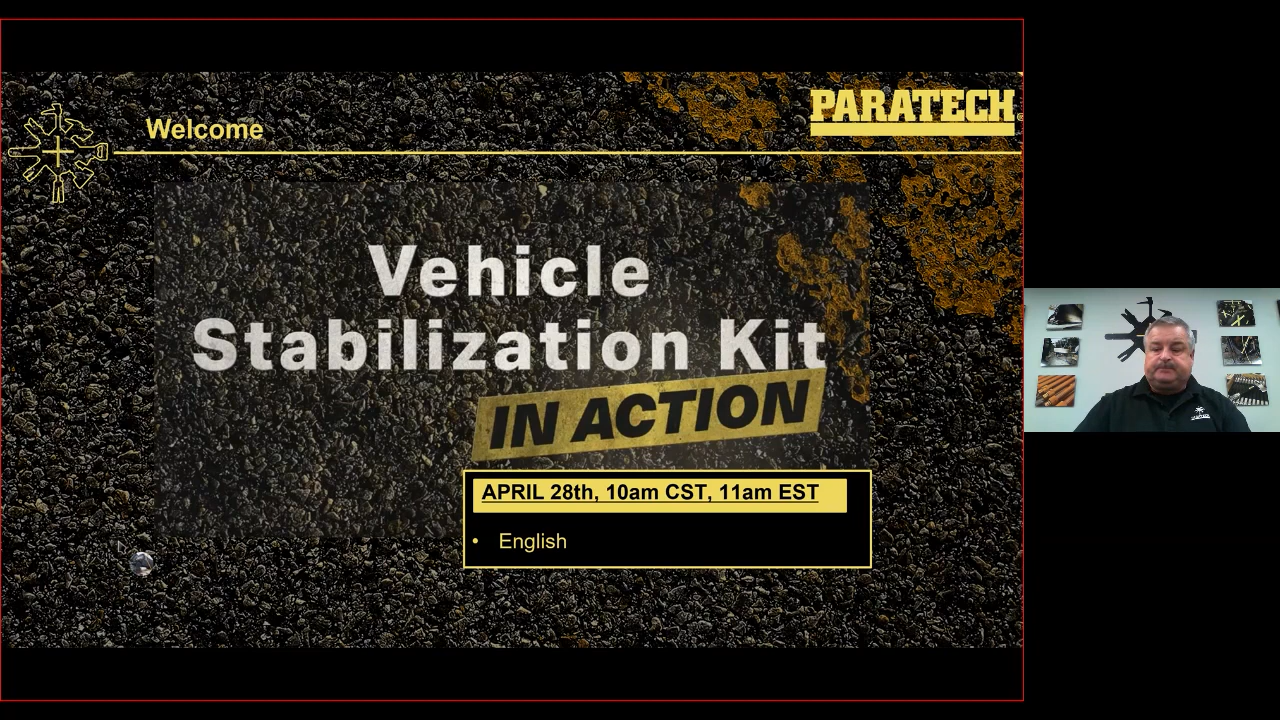 Welcome
PARATECH
Vehicle
Stabilization Kit
IN ACTION
APRIL 28th, 10am CST, 11am EST
• English